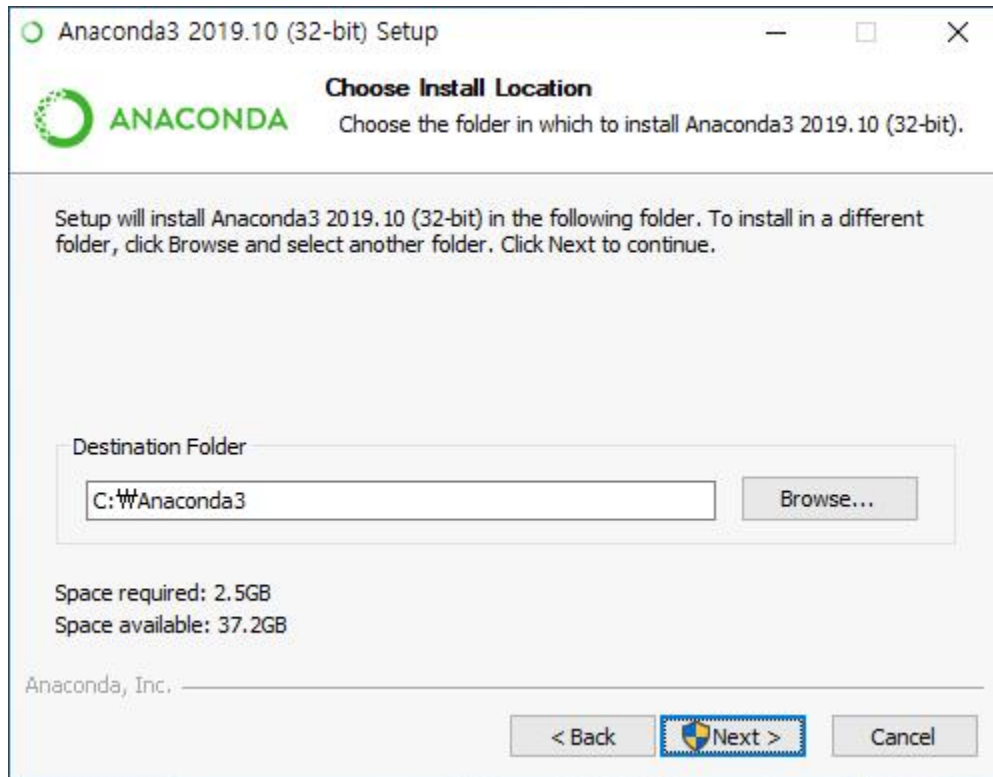 Anaconda3 2019.10 (32-bit) Setup
ANACONDA
Choose Install Location
Choose the folder in which to install Anaconda3 2019.10 (32-bit).
Setup will install Anaconda3 2019.10 (32-bit) in the following folder. To install in a different
folder, click Browse and select another folder. Click Next to continue.
Destination Folder
C:₩Anaconda3
Browse...
Space required: 2.5GB
Space available: 37.2GB
Anaconda, Inc.
< Back
Next >
Cancel